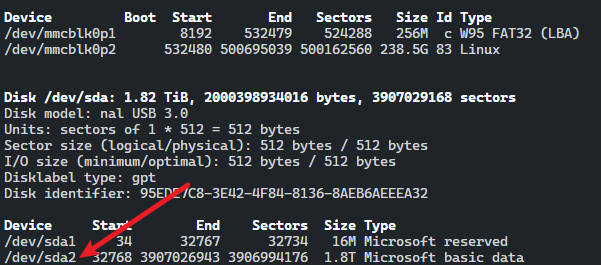 Device Boot Start End Sectors Size Id Type
/dev/mmcblk0p1 8192 532479 524288 256M c W95 FAT32 (LBA)
/dev/mmcblk0p2 532480 500695039 500162560 238.5G 83 Linux
Disk /dev/sda: 1.82 TiB, 2000398934016 bytes, 3907029168 sectors
Disk model: nal USB 3.0
Units: sectors of 1 * 512 = 512 bytes
Sector size (logical/physical): 512 bytes / 512 bytes
I/O size (minimum/optimal): 512 bytes / 512 bytes
Disklabel type: gpt
Disk identifier: 95EDE7C8-3E42-4F84-8136-8AEB6AEEEA32
Device Start End Sectors Size Type
/dev/sda1 34 32767 32734 16M Microsoft reserved
/dev/sda2 32768 3907026943 3906994176 1.8T Microsoft basic data